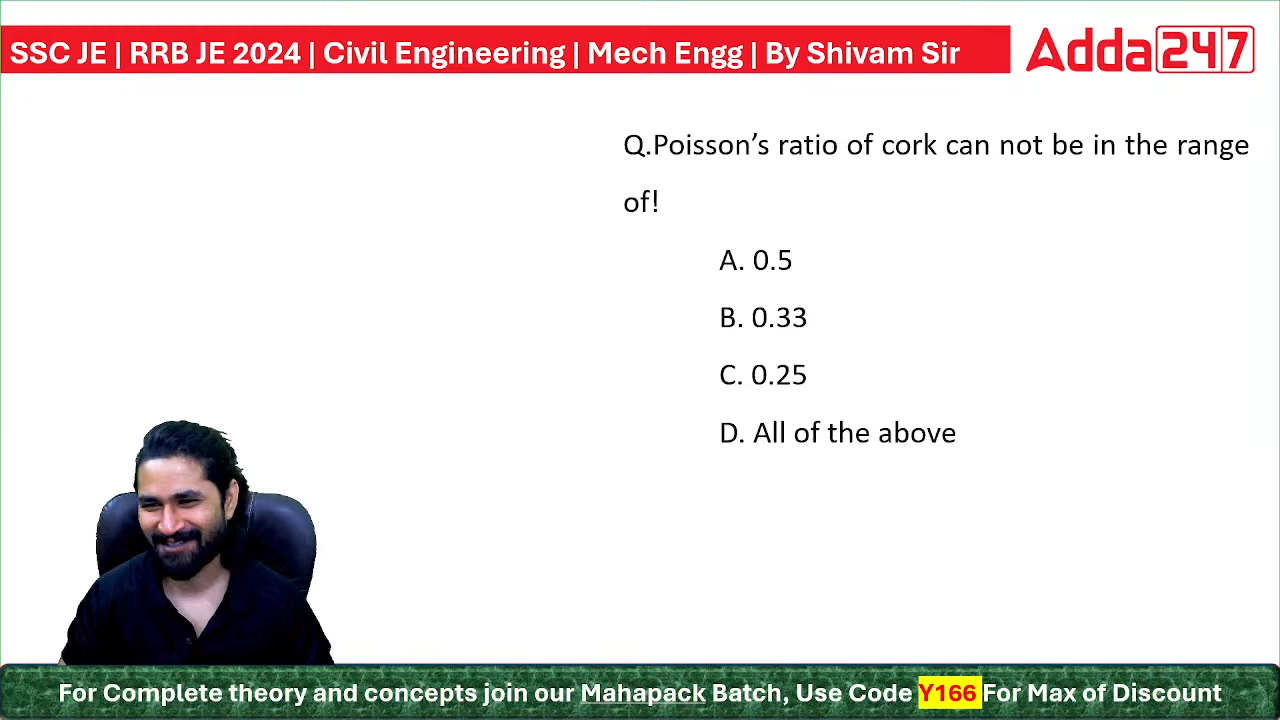 SSC JE | RRB JE 2024 | Civil Engineering | Mech Engg | By Shivam Sir
Adda247
Q.Poisson’s ratio of cork can not be in the range
of!
A. 0.5
B. 0.33
C. 0.25
D. All of the above
For Complete theory and concepts join our Mahapack Batch, Use Code Y166 For Max of Discount